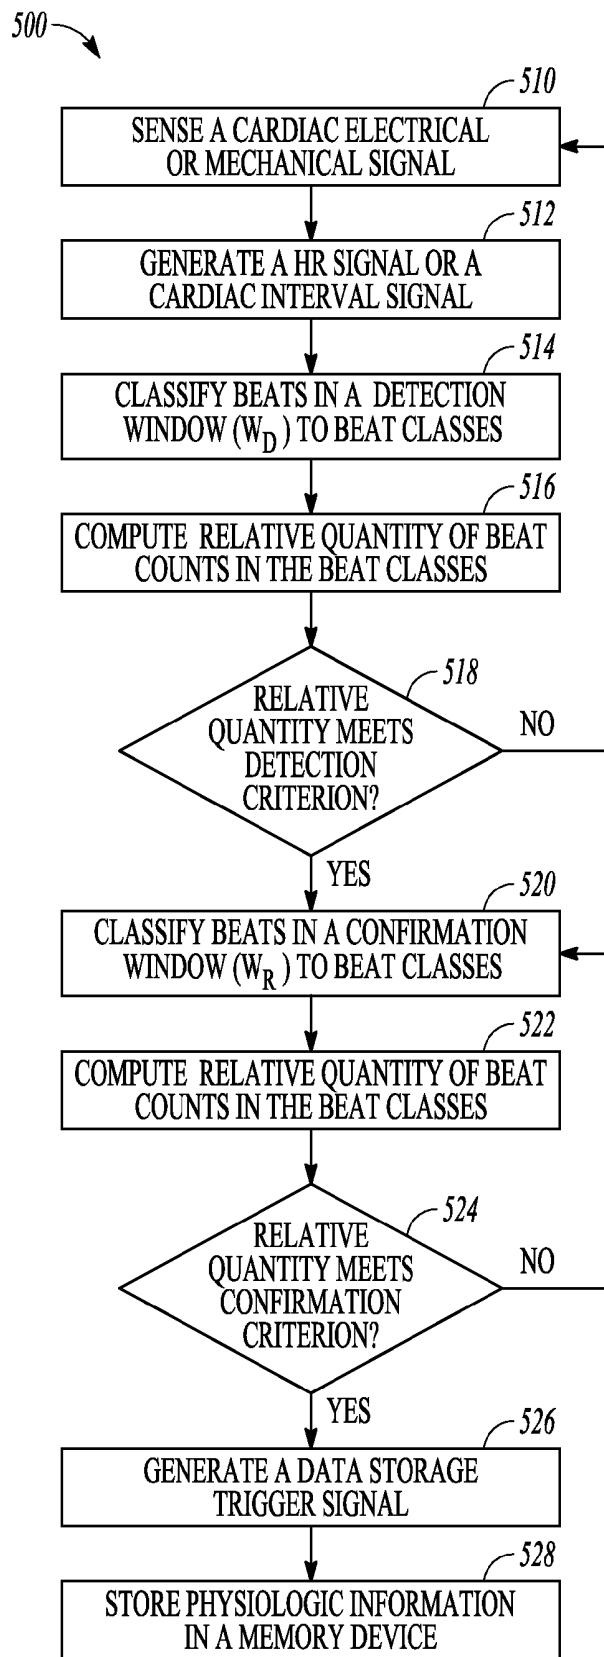 500
510
SENSE A CARDIAC ELECTRICAL
OR MECHANICAL SIGNAL
512
GENERATE A HR SIGNAL OR A
CARDIAC INTERVAL SIGNAL
514
CLASSIFY BEATS IN A DETECTION
WINDOW (WD) TO BEAT CLASSES
516
COMPUTE RELATIVE QUANTITY OF BEAT
COUNTS IN THE BEAT CLASSES
518
RELATIVE
QUANTITY MEETS
DETECTION
CRITERION?
NO
YES
520
CLASSIFY BEATS IN A CONFIRMATION
WINDOW (WR) TO BEAT CLASSES
522
COMPUTE RELATIVE QUANTITY OF BEAT
COUNTS IN THE BEAT CLASSES
524
RELATIVE
QUANTITY MEETS
CONFIRMATION
CRITERION?
NO
YES
526
GENERATE A DATA STORAGE
TRIGGER SIGNAL
528
STORE PHYSIOLOGIC INFORMATION
IN A MEMORY DEVICE